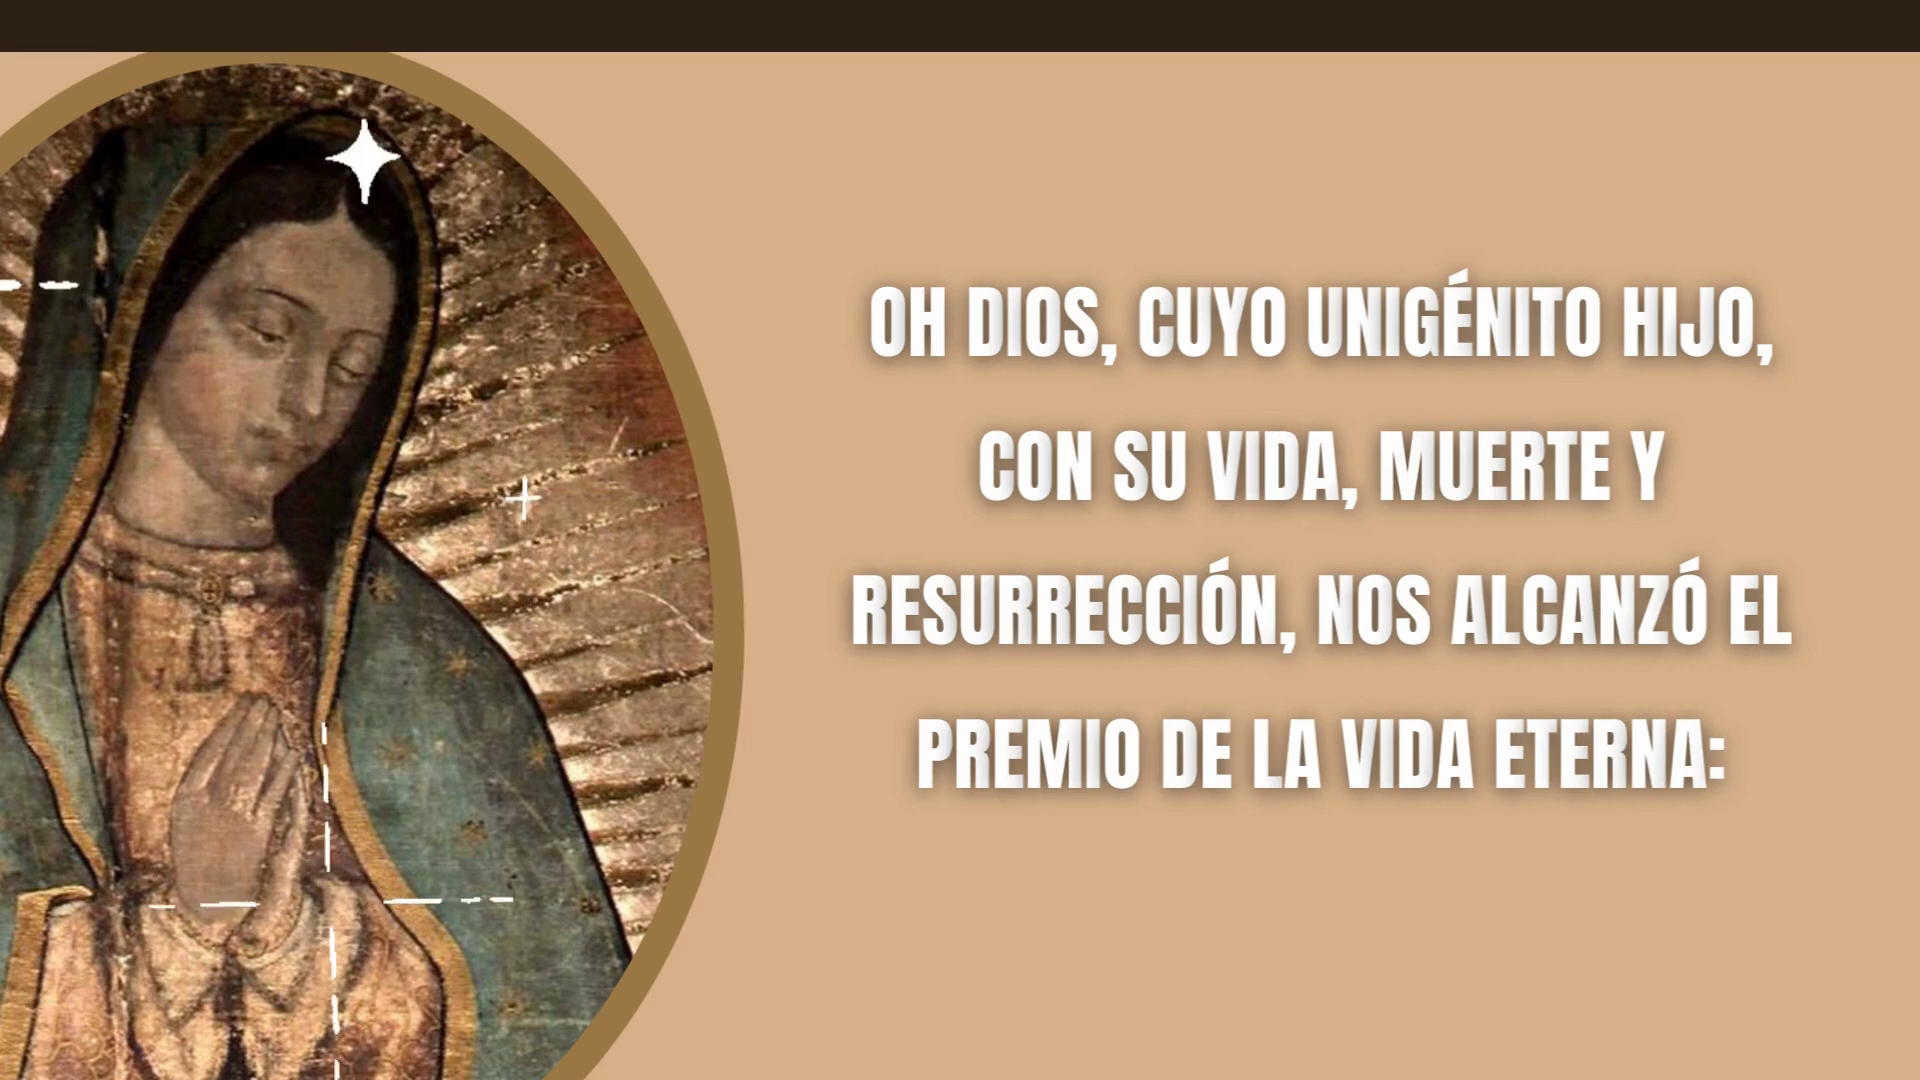 OH DIOS, CUYO UNIGÉNITO HIJO,
CON SU VIDA, MUERTE Y
RESURRECCIÓN, NOS ALCANZÓ EL
PREMIO DE LA VIDA ETERNA: